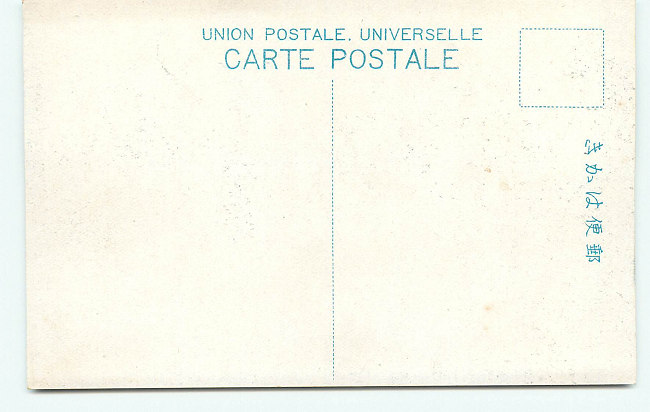 UNION POSTALE. UNIVERSELLE
CARTE POSTALE
郵便はかき